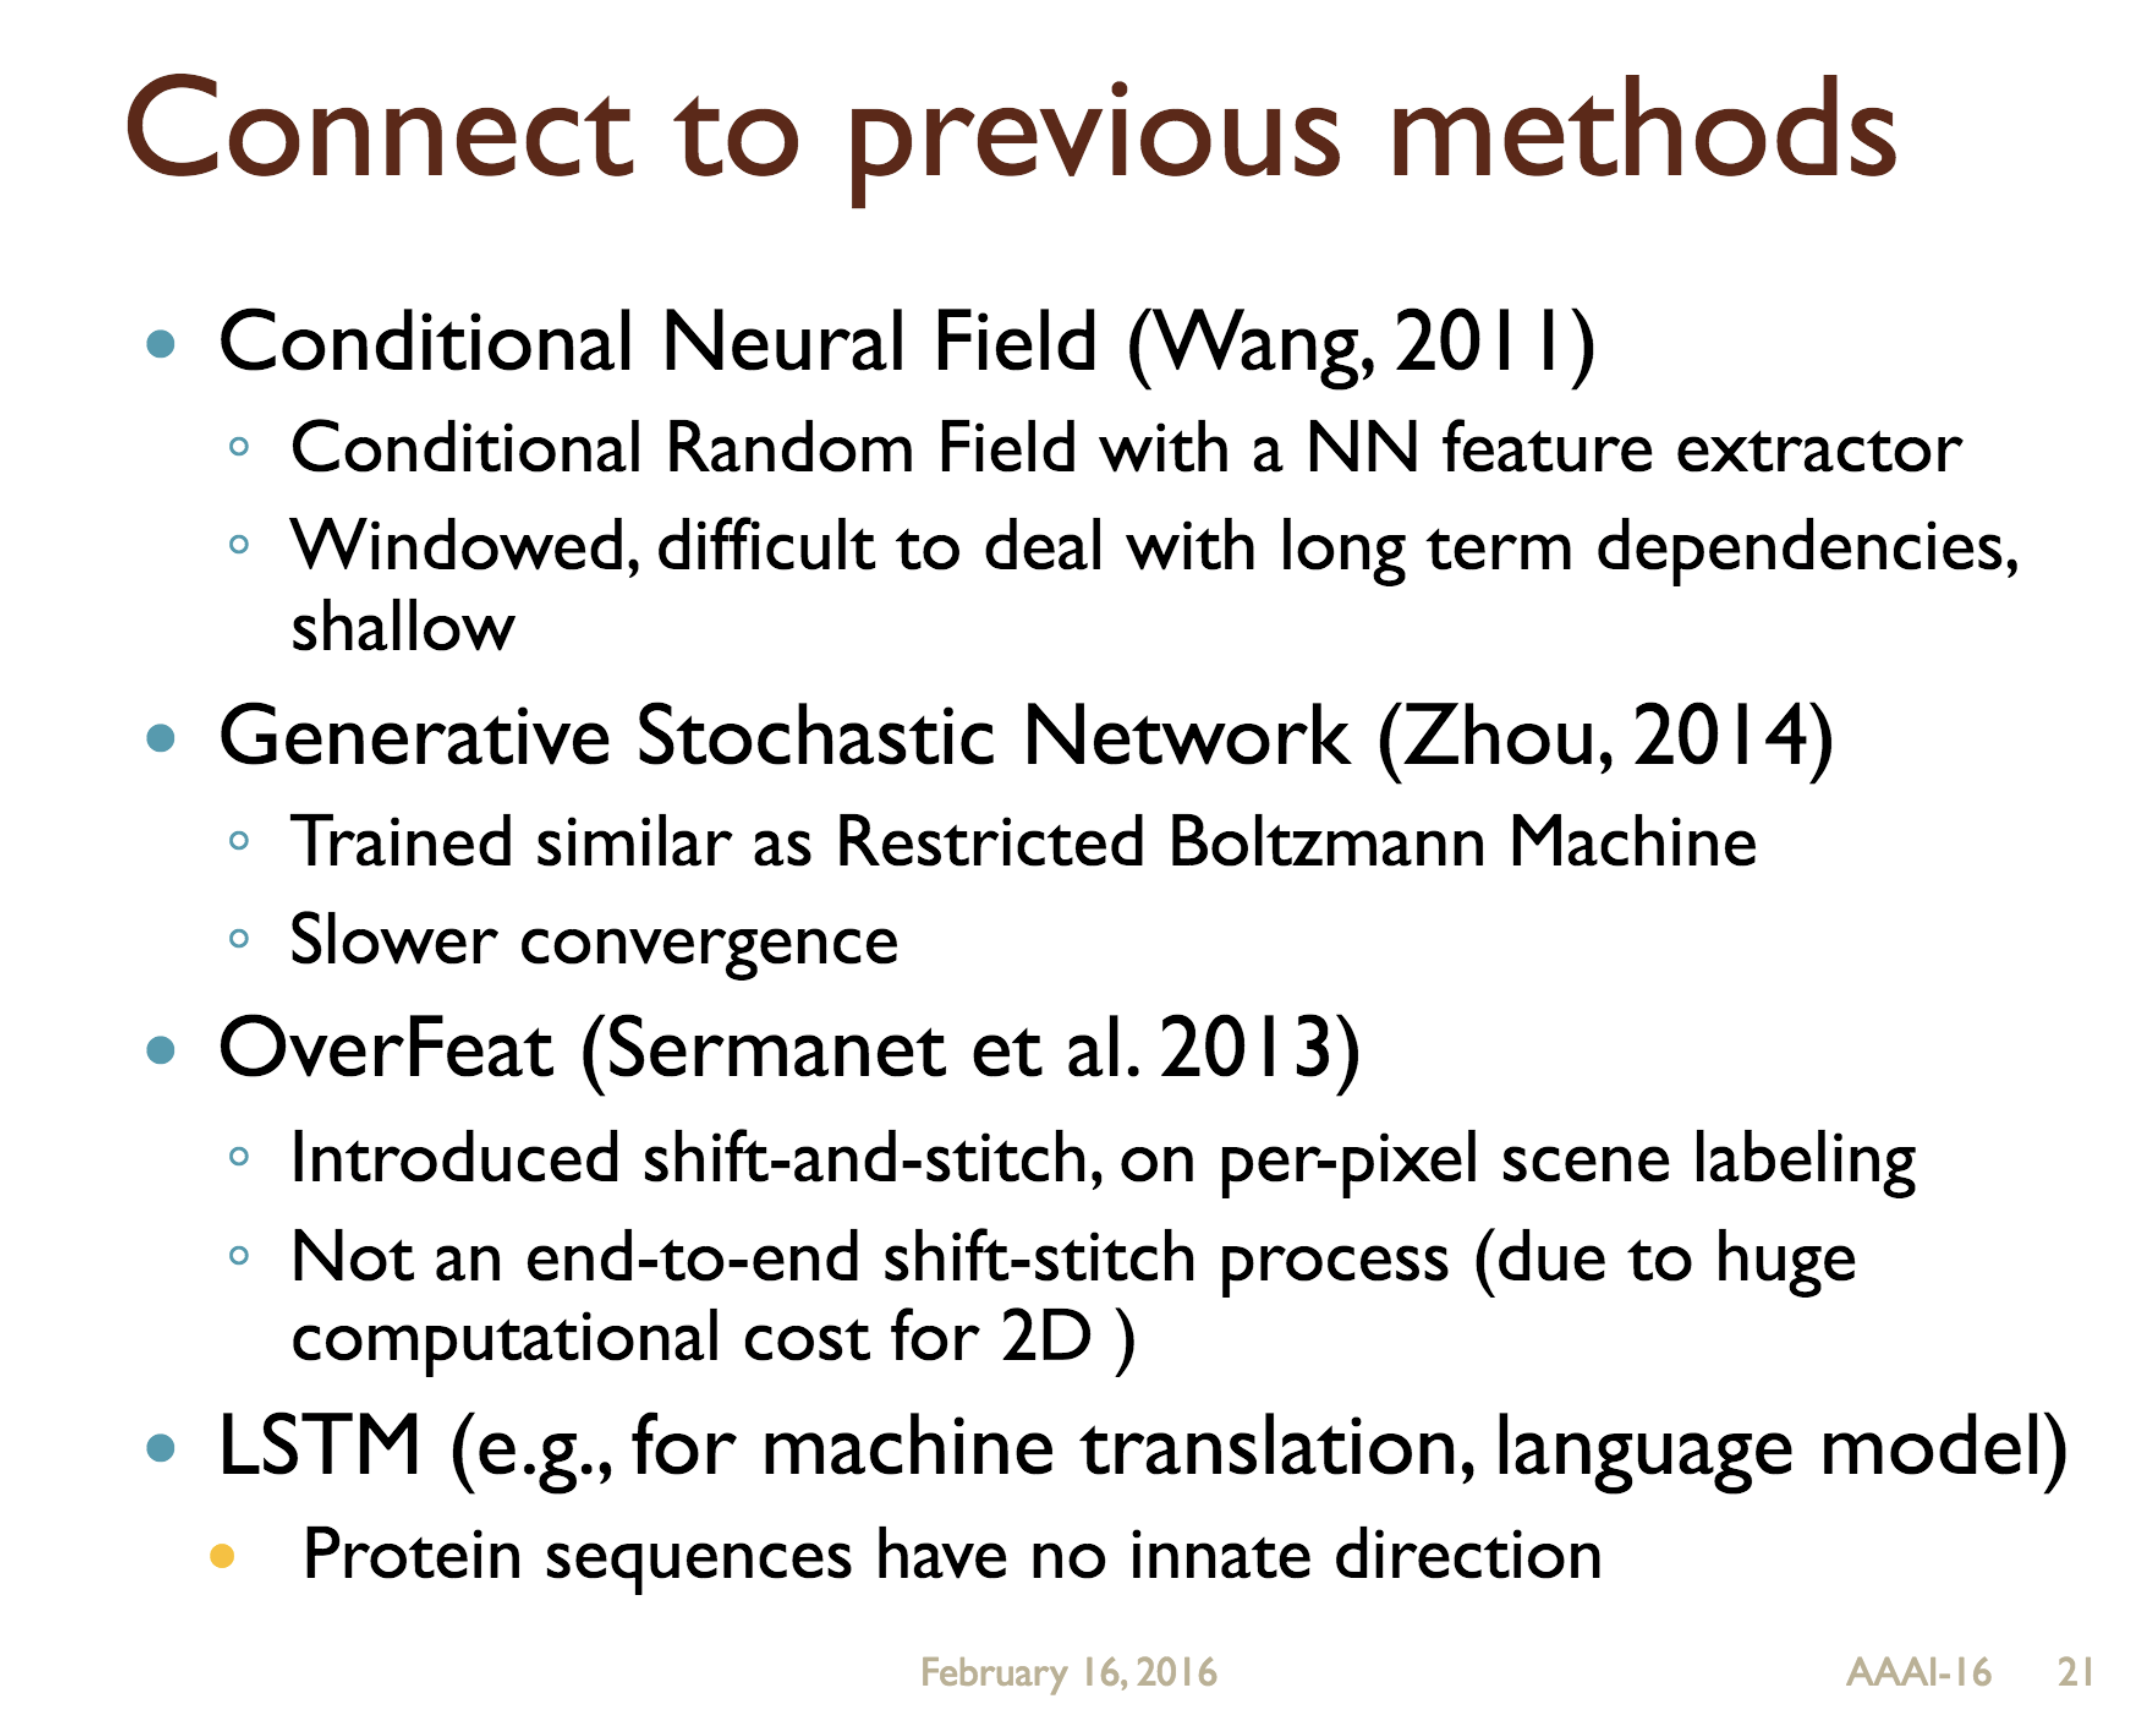 Connect to previous methods
Conditional Neural Field (Wang, 2011)
Conditional Random Field with a NN feature extractor
Windowed, difficult to deal with long term dependencies,
shallow
Generative Stochastic Network (Zhou, 2014)
Trained similar as Restricted Boltzmann Machine
Slower convergence
OverFeat (Sermanet et al. 2013)
Introduced shift-and-stitch, on per-pixel scene labeling
Not an end-to-end shift-stitch process (due to huge
computational cost for 2D )
LSTM (e.g., for machine translation, language model)
Protein sequences have no innate direction
February 16, 2016 AAAI-16 21